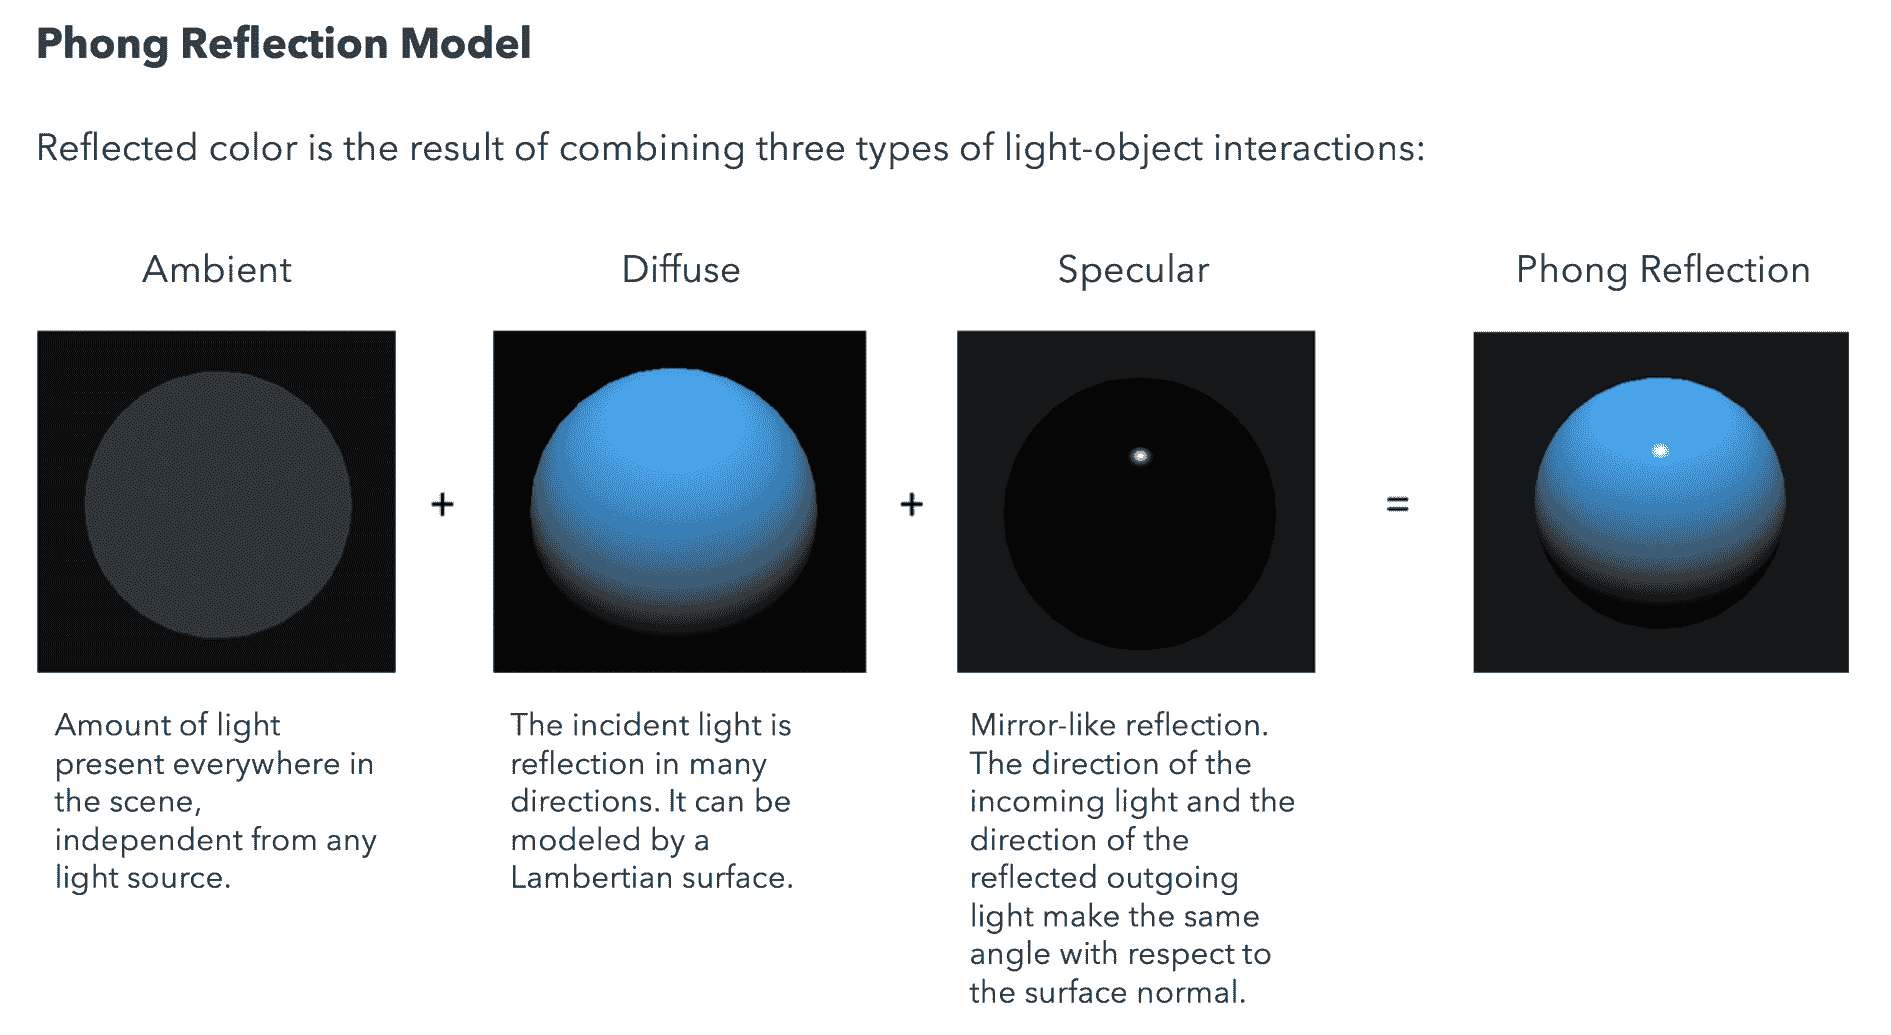 Phong Reflection Model
Reflected color is the result of combining three types of light-object interactions:
Ambient
Diffuse
Specular
Phong Reflection
+
+
=
Amount of light
present everywhere in
the scene,
independent from any
light source.
The incident light is
reflection in many
directions. It can be
modeled by a
Lambertian surface.
Mirror-like reflection.
The direction of the
incoming light and the
direction of the
reflected outgoing
light make the same
angle with respect to
the surface normal.